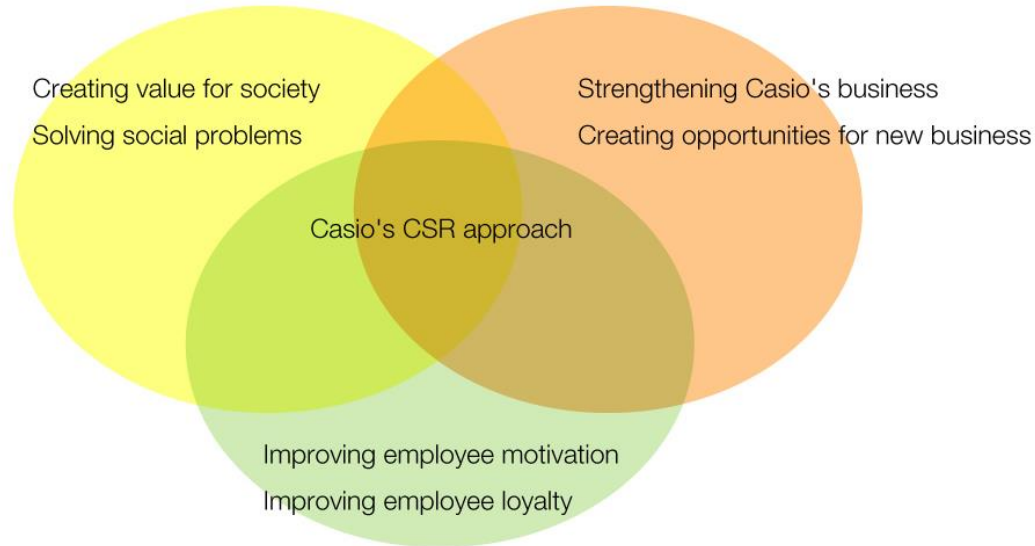 Creating value for society
Solving social problems
Strengthening Casio's business
Creating opportunities for new business
Casio's CSR approach
Improving employee motivation
Improving employee loyalty